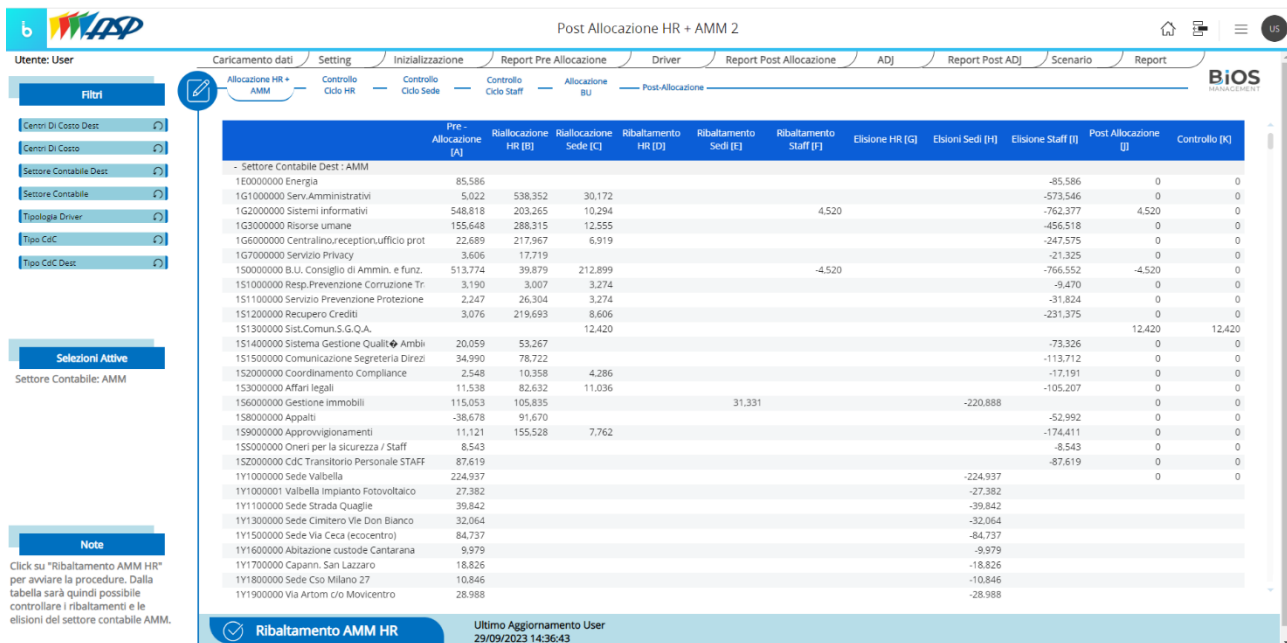 b ASP Post Allocazione HR + AMM 2 US
Utente: User Caricamento dati Setting Inizializzazione Report Pre Allocazione Driver Report Post Allocazione ADJ Report Post ADJ Scenario Report
Allocazione HR + AMM Controllo Ciclo HR Controllo Ciclo Sede Controllo Ciclo Staff Allocazione BU Post-Allocazione
BiOS MANAGEMENT
Filtri
Centri Di Costo Dest
Centri Di Costo
Settore Contabile Dest
Settore Contabile
Tipologia Driver
Tipo CdC
Tipo CdC Dest
Selezioni Attive
Settore Contabile: AMM
Note
Click su "Ribaltamento AMM HR"
per avviare la procedure. Dalla
tabella sarà quindi possibile
controllare i ribaltamenti e le
elisioni del settore contabile AMM.
Pre - Allocazione [A] Riallocazione HR [B] Riallocazione Sede [C] Ribaltamento HR [D] Ribaltamento Sedi [E] Ribaltamento Staff [F] Elisione HR [G] Elsioni Sedi [H] Elisione Staff [I] Post Allocazione [J] Controllo [K]
- Settore Contabile Dest : AMM
1E0000000 Energia 85,586 -85,586 0 0
1G1000000 Serv.Amministrativi 5,022 538,352 30,172 -573,546 0 0
1G2000000 Sistemi informativi 548,818 203,265 10,294 4,520 -762,377 4,520 0
1G3000000 Risorse umane 155,648 288,315 12,555 -456,518 0 0
1G6000000 Centralino,reception,ufficio prot 22,689 217,967 6,919 -247,575 0 0
1G7000000 Servizio Privacy 3,606 17,719 -21,325 0 0
1S0000000 B.U. Consiglio di Ammin. e funz. 513,774 39,879 212,899 -4,520 -766,552 -4,520 0
1S1000000 Resp.Prevenzione Corruzione Tr 3,190 3,007 3,274 -9,470 0 0
1S1100000 Servizio Prevenzione Protezione 2,247 26,304 3,274 -31,824 0 0
1S1200000 Recupero Crediti 3,076 219,693 8,606 -231,375 0 0
1S1300000 Sist.Comun.S.G.Q.A. 12,420 12,420 12,420
1S1400000 Sistema Gestione Qualit� Ambi 20,059 53,267 -73,326 0 0
1S1500000 Comunicazione Segreteria Direzi 34,990 78,722 -113,712 0 0
1S2000000 Coordinamento Compliance 2,548 10,358 4,286 -17,191 0 0
1S3000000 Affari legali 11,538 82,632 11,036 -105,207 0 0
1S6000000 Gestione immobili 115,053 105,835 31,331 -220,888 0 0
1S8000000 Appalti -38,678 91,670 -52,992 0 0
1S9000000 Approvvigionamenti 11,121 155,528 7,762 -174,411 0 0
1SS000000 Oneri per la sicurezza / Staff 8,543 -8,543 0 0
1SZ000000 CdC Transitorio Personale STAFF 87,619 -87,619 0 0
1Y1000000 Sede Valbella 224,937 -224,937 0 0
1Y1000001 Valbella Impianto Fotovoltaico 27,382 -27,382
1Y1100000 Sede Strada Quaglie 39,842 -39,842
1Y1300000 Sede Cimitero Vle Don Bianco 32,064 -32,064
1Y1500000 Sede Via Ceca (ecocentro) 84,737 -84,737
1Y1600000 Abitazione custode Cantarana 9,979 -9,979
1Y1700000 Capann. San Lazzaro 18,826 -18,826
1Y1800000 Sede Cso Milano 27 10,846 -10,846
1Y1900000 Via Artom c/o Movicentro 28,988 -28,988
Ribaltamento AMM HR
Ultimo Aggiornamento User
29/09/2023 14:36:43